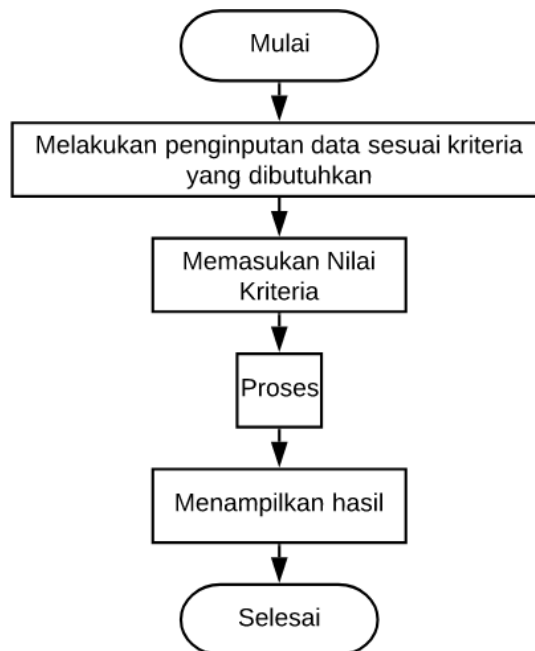 Mulai
Melakukan penginputan data sesuai kriteria
yang dibutuhkan
Memasukan Nilai
Kriteria
Proses
Menampilkan hasil
Selesai